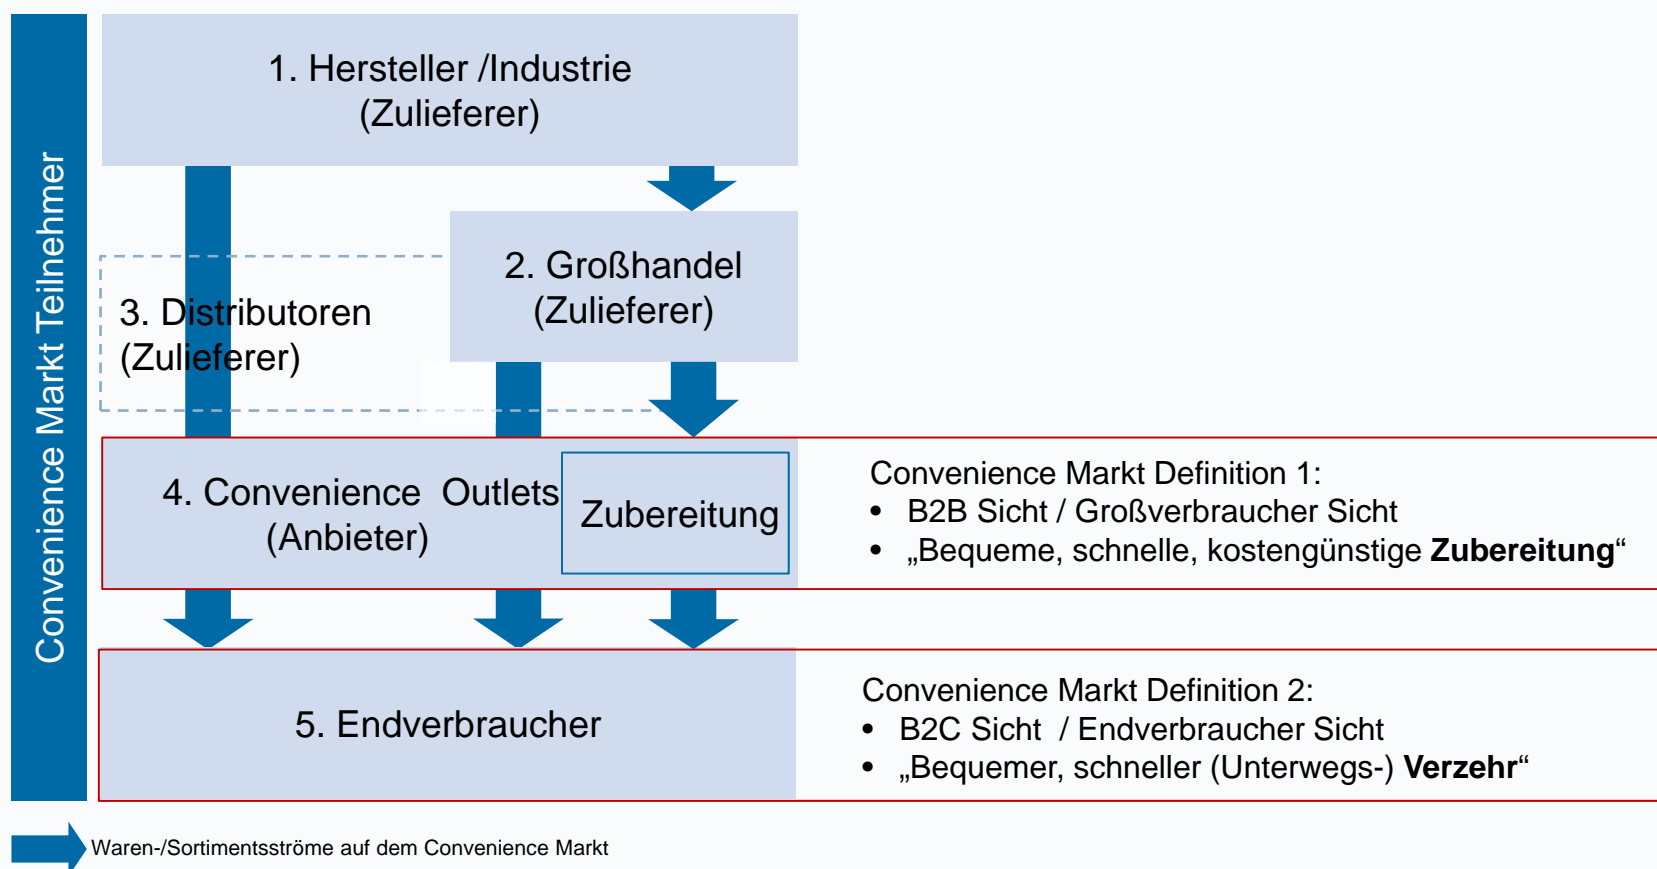 Convenience Markt Teilnehmer
1. Hersteller /Industrie
(Zulieferer)
2. Großhandel
(Zulieferer)
3. Distributoren
(Zulieferer)
4. Convenience  Outlets
(Anbieter)
Zubereitung
Convenience Markt Definition 1:
• B2B Sicht / Großverbraucher Sicht
• „Bequeme, schnelle, kostengünstige Zubereitung“
5. Endverbraucher
Convenience Markt Definition 2:
• B2C Sicht  / Endverbraucher Sicht
• „Bequemer, schneller (Unterwegs-) Verzehr“
Waren-/Sortimentsströme auf dem Convenience Markt